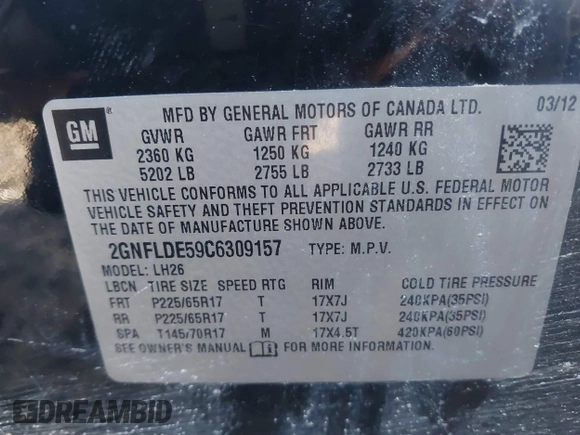 GM
MFD BY GENERAL MOTORS OF CANADA LTD. 03/12
GVWR GAWR FRT GAWR RR
2360 KG 1250 KG 1240 KG
5202 LB 2755 LB 2733 LB
THIS VEHICLE CONFORMS TO ALL APPLICABLE U.S. FEDERAL MOTOR
VEHICLE SAFETY AND THEFT PREVENTION STANDARDS IN EFFECT ON
THE DATE OF MANUFACTURE SHOWN ABOVE.
2GNFLDE59C6309157 TYPE: M.P.V.
MODEL: LH26
LBCN TIRE SIZE SPEED RTG RIM COLD TIRE PRESSURE
FRT P225/65R17 T 17X7J 240KPA(35PSI)
RR P225/65R17 T 17X7J 240KPA(35PSI)
SPA T145/70R17 M 17X4.5T 420KPA(60PSI)
SEE OWNER'S MANUAL FOR MORE INFORMATION.
DREAMBID